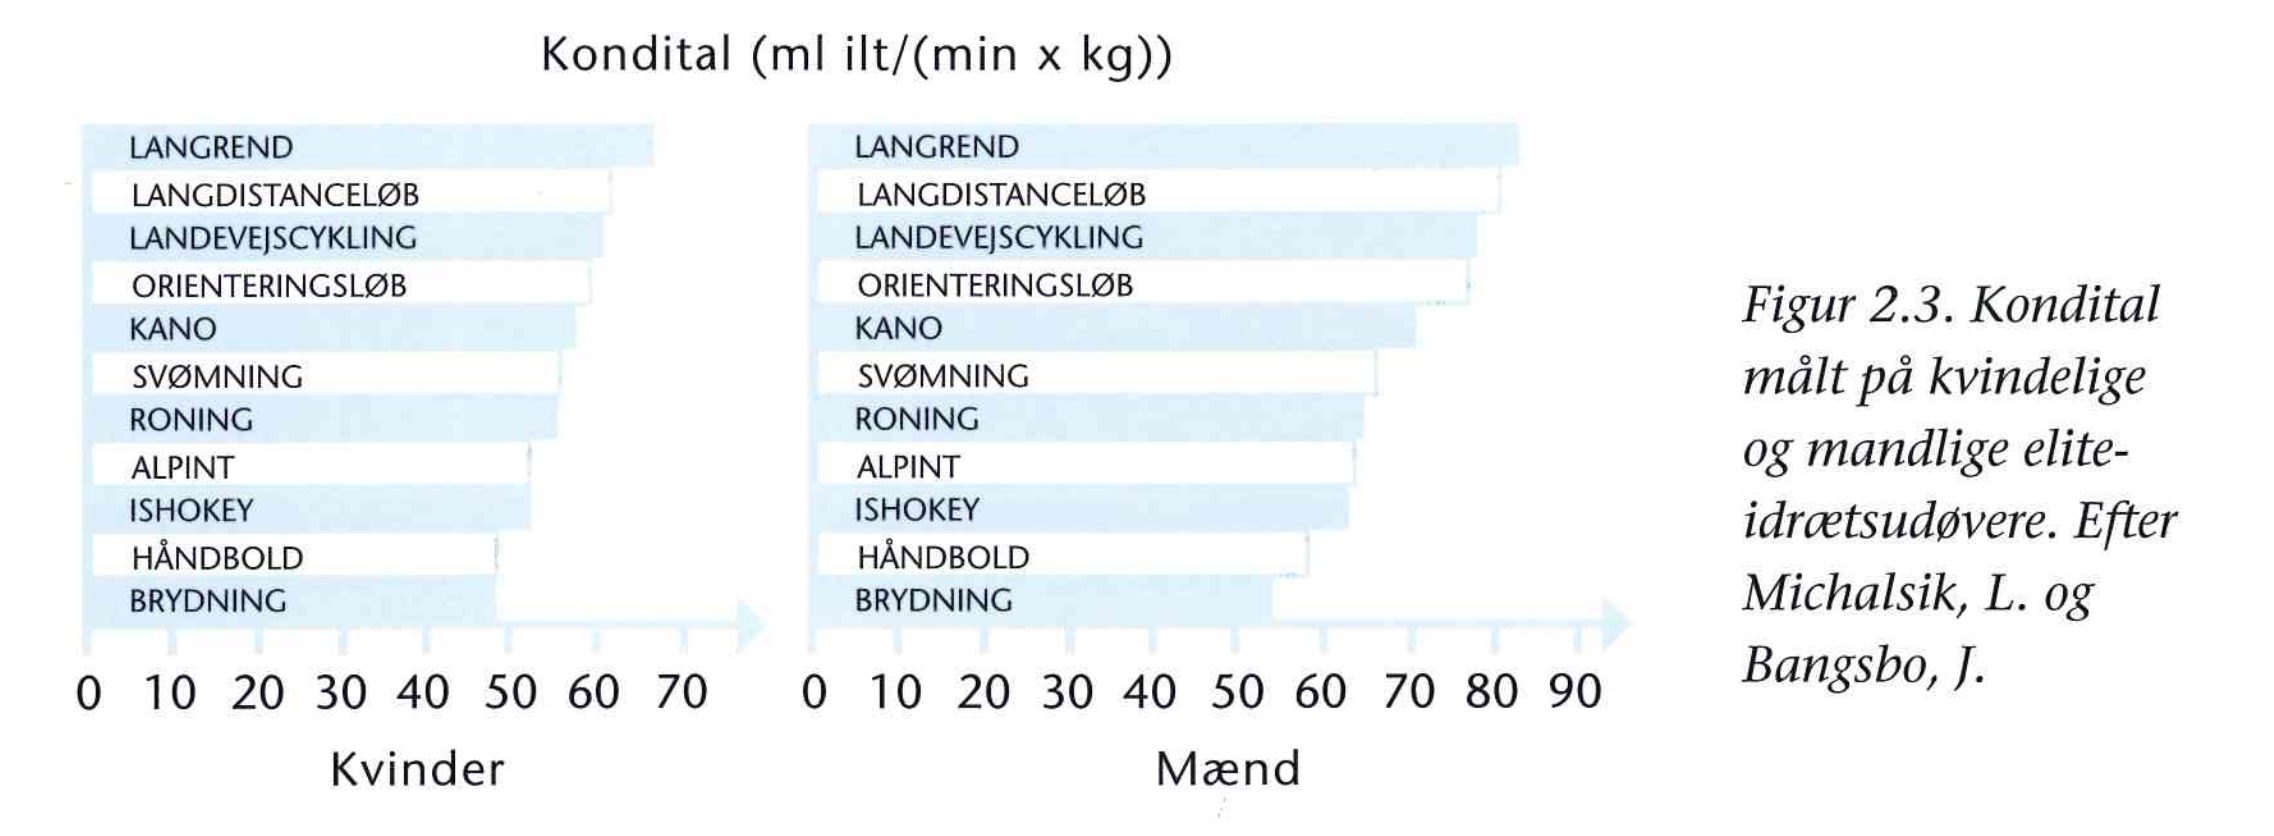 Kondital (ml ilt/(min x kg))
LANGREND
LANGDISTANCELØB
LANDEVEJSCYKLING
ORIENTERINGSLØB
KANO
SVØMNING
RONING
ALPINT
ISHOKEY
HÅNDBOLD
BRYDNING
0 10 20 30 40 50 60 70
Kvinder
LANGREND
LANGDISTANCELØB
LANDEVEJSCYKLING
ORIENTERINGSLØB
KANO
SVØMNING
RONING
ALPINT
ISHOKEY
HÅNDBOLD
BRYDNING
0 10 20 30 40 50 60 70 80 90
Mænd
Figur 2.3. Kondital
målt på kvindelige
og mandlige elite-
idrætsudøvere. Efter
Michalsik, L. og
Bangsbo, J.